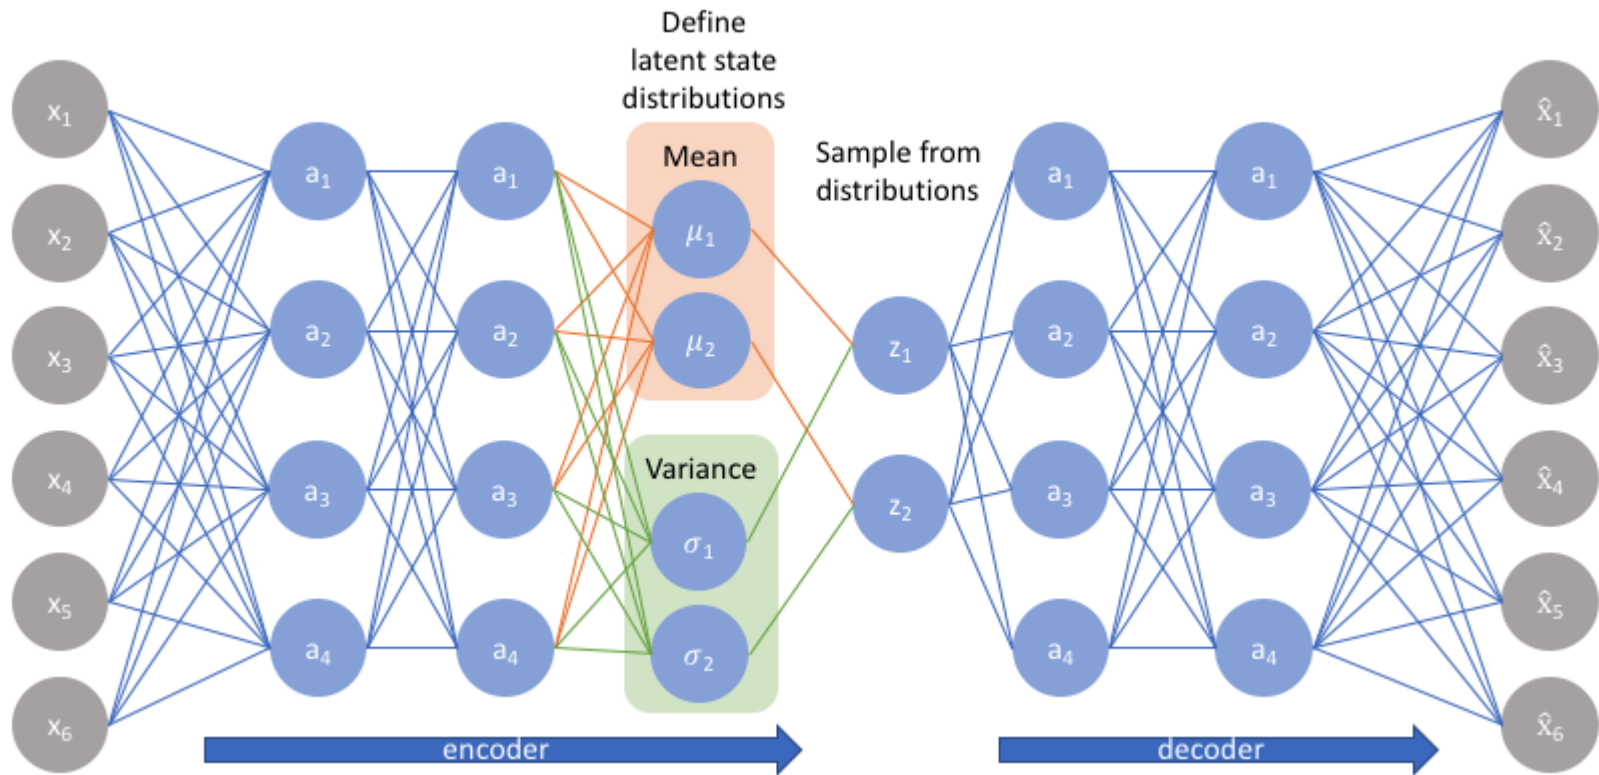 Define
latent state
distributions
Mean
Sample from
distributions
Variance
x₁
x₂
x₃
x₄
x₅
x₆
a₁
a₂
a₃
a₄
a₁
a₂
a₃
a₄
μ₁
μ₂
σ₁
σ₂
z₁
z₂
a₁
a₂
a₃
a₄
a₁
a₂
a₃
a₄
x̂₁
x̂₂
x̂₃
x̂₄
x̂₅
x̂₆
encoder
decoder